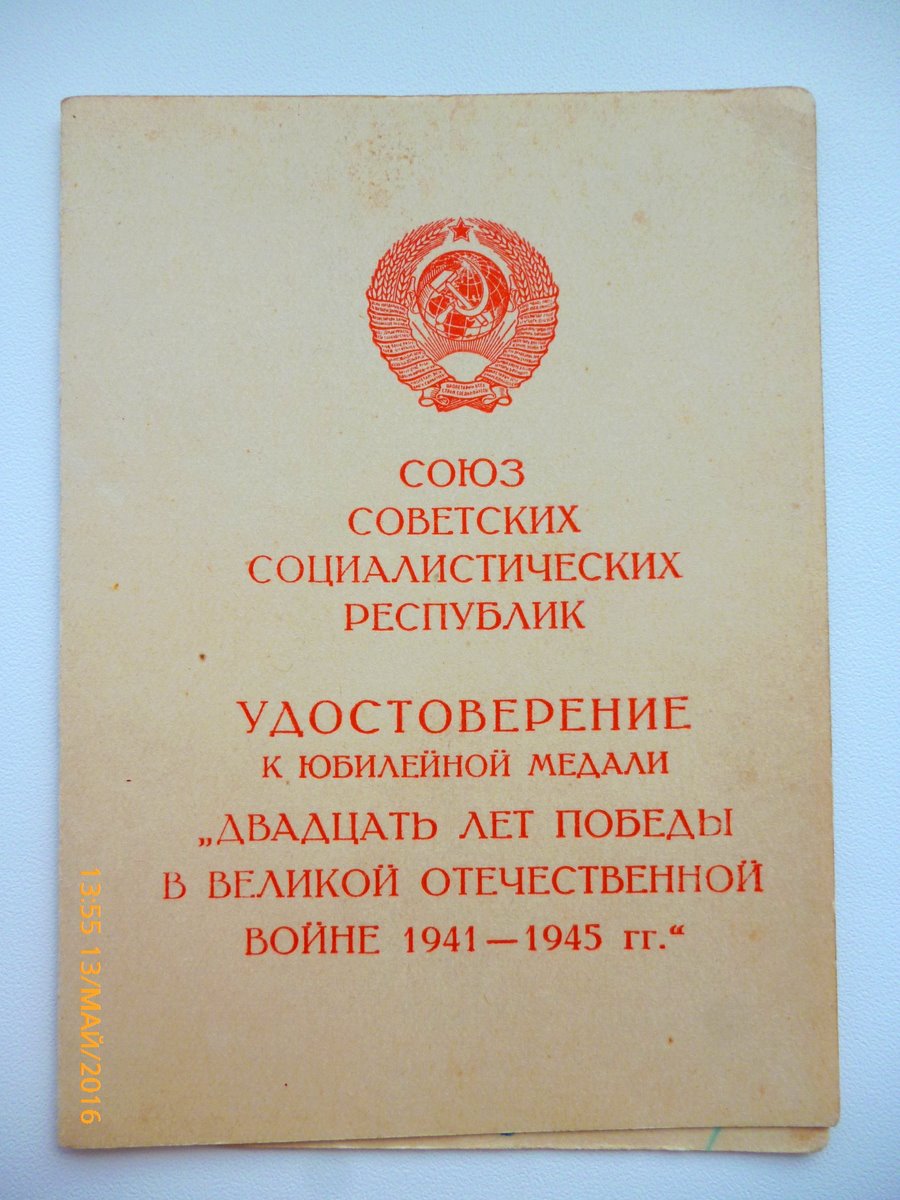 СОЮЗ
СОВЕТСКИХ
СОЦИАЛИСТИЧЕСКИХ
РЕСПУБЛИК
УДОСТОВЕРЕНИЕ
К ЮБИЛЕЙНОЙ МЕДАЛИ
„ДВАДЦАТЬ ЛЕТ ПОБЕДЫ
В ВЕЛИКОЙ ОТЕЧЕСТВЕННОЙ
ВОЙНЕ 1941—1945 гг.“
13:55 13/МАЙ/2016